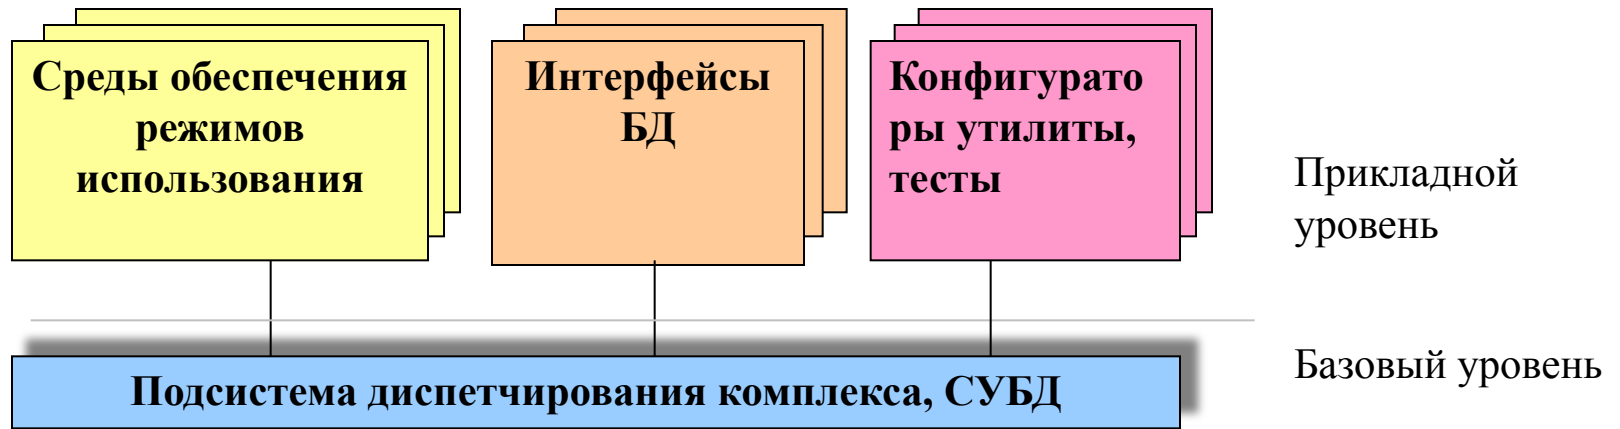 Среды обеспечения
режимов
использования
Интерфейсы
БД
Конфигурато
ры утилиты,
тесты
Прикладной
уровень
Базовый уровень
Подсистема диспетчирования комплекса, СУБД